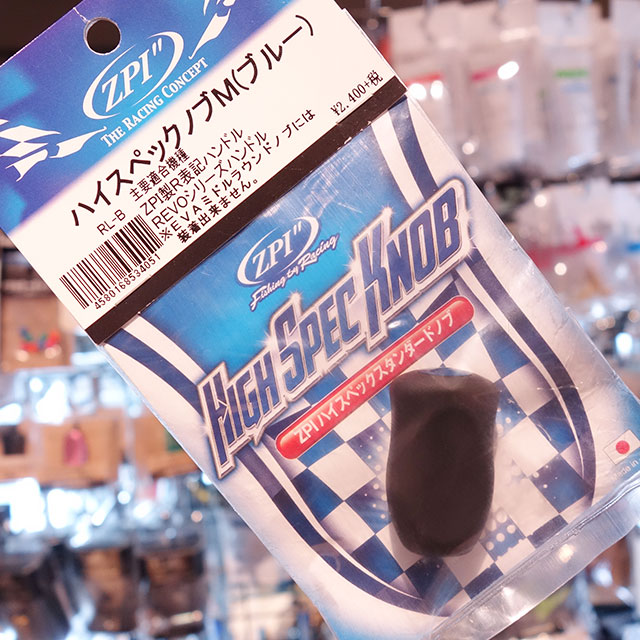 ZPI"
THE RACING CONCEPT
ハイスペックノブM(ブルー)
¥2,400+税
主要適合機種
RL-B
ZPI製R表記ハンドル
REVOシリーズハンドル
※EVAミドルラウンドノブには
装着出来ません。
4580168534051
ZPI"
Fishing by Racing
HIGH SPEC KNOB
ZPIハイスペックスタンダードノブ